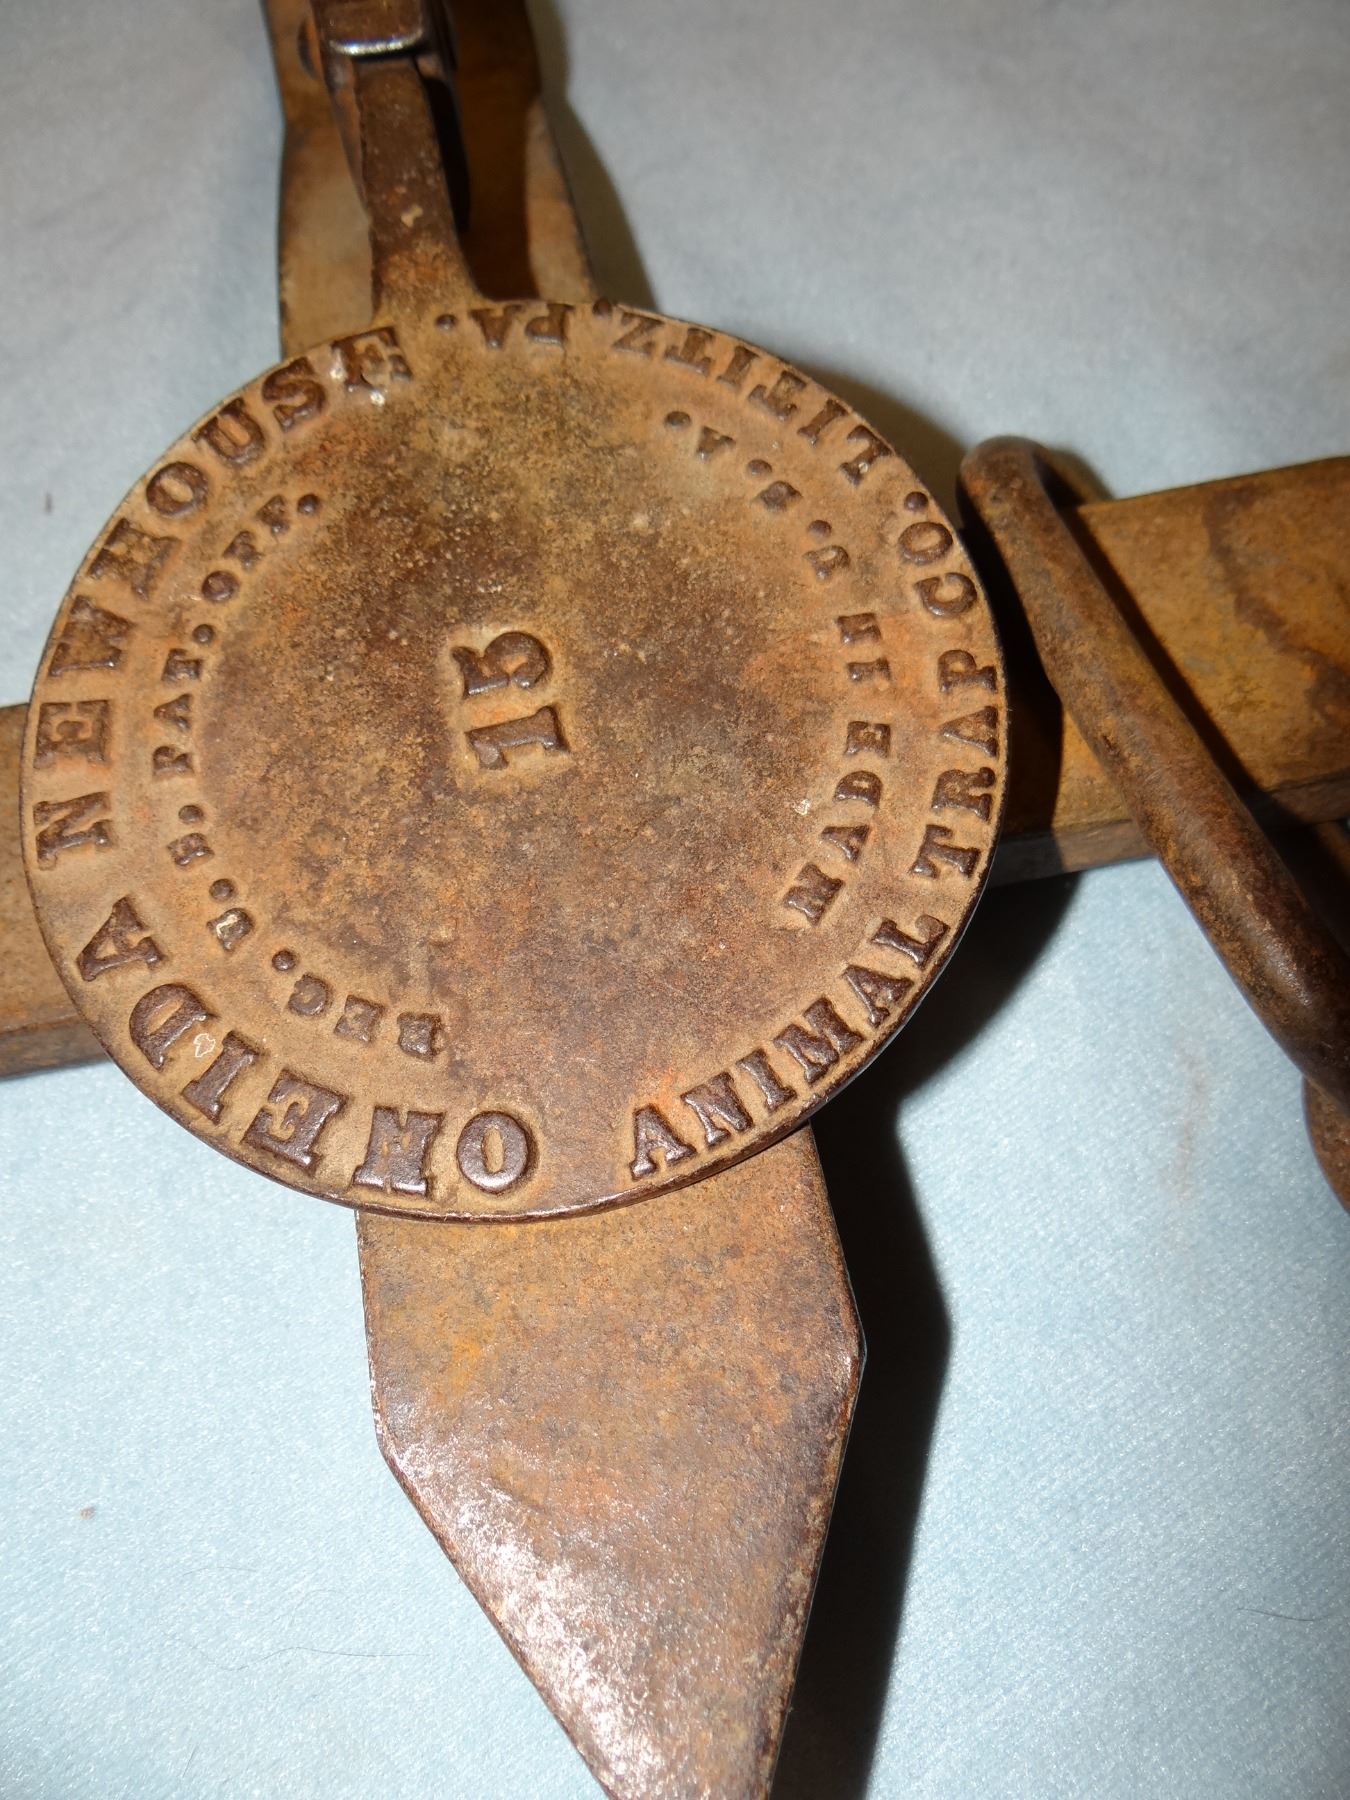 ONEIDA NEWHOUSE
REG. U. S. PAT. OFF.
15
MADE IN U. S. A.
ANIMAL TRAP CO. LITITZ. PA.